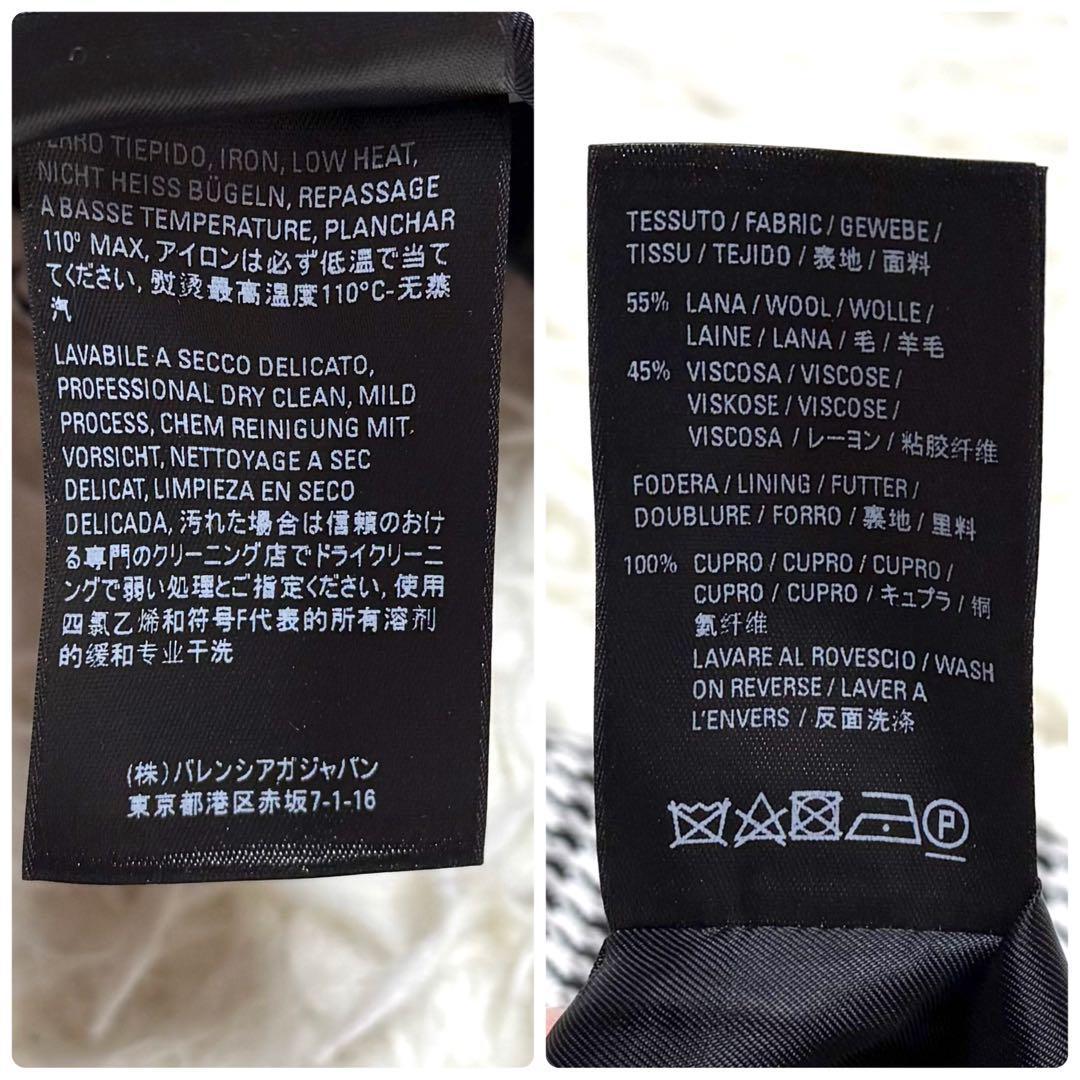 FERRO TIEPIDO, IRON, LOW HEAT,
NICHT HEISS BÜGELN, REPASSAGE
A BASSE TEMPERATURE, PLANCHAR
110° MAX, アイロンは必ず低温で当て
てください, 熨烫最高温度110°C-无蒸
汽
LAVABILE A SECCO DELICATO,
PROFESSIONAL DRY CLEAN, MILD
PROCESS, CHEM REINIGUNG MIT
VORSICHT, NETTOYAGE A SEC
DELICAT, LIMPIEZA EN SECO
DELICADA, 汚れた場合は信頼のおけ
る専門のクリーニング店でドライクリーニ
ングで弱い処理とご指定ください, 使用
四氯乙烯和符号F代表的所有溶剂
的缓和专业干洗
(株)バレンシアガジャパン
東京都港区赤坂7-1-16
TESSUTO / FABRIC / GEWEBE /
TISSU / TEJIDO / 表地 / 面料
55% LANA / WOOL / WOLLE /
LAINE / LANA / 毛 / 羊毛
45% VISCOSA / VISCOSE /
VISKOSE / VISCOSE /
VISCOSA / レーヨン / 粘胶纤维
FODERA / LINING / FUTTER /
DOUBLURE / FORRO / 裏地 / 里料
100% CUPRO / CUPRO / CUPRO /
CUPRO / CUPRO / キュプラ / 铜
氨纤维
LAVARE AL ROVESCIO / WASH
ON REVERSE / LAVER A
L'ENVERS / 反面洗涤
P